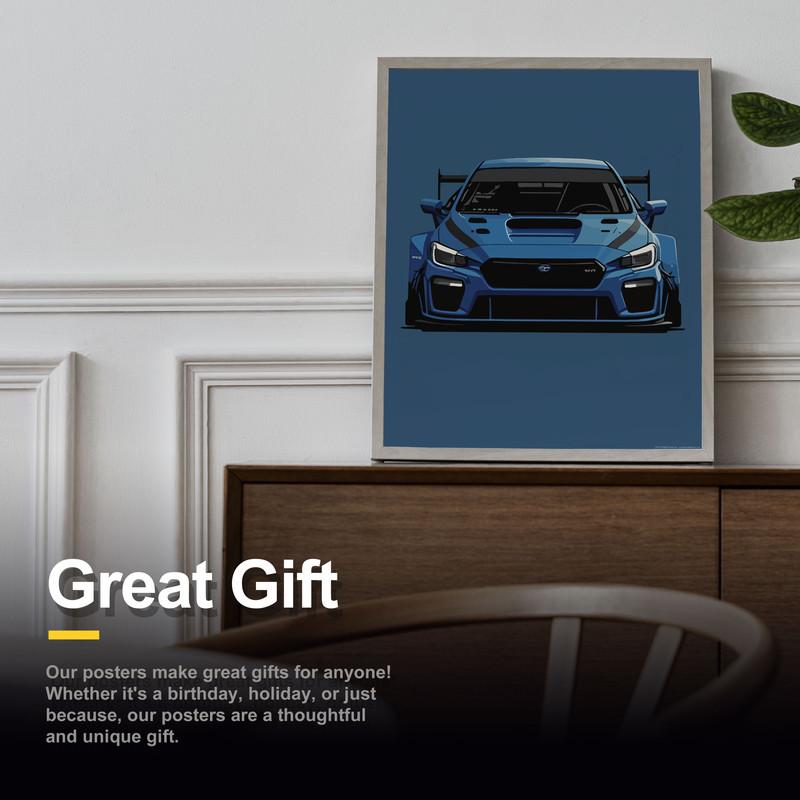 Great Gift
Our posters make great gifts for anyone!
Whether it's a birthday, holiday, or just
because, our posters are a thoughtful
and unique gift.